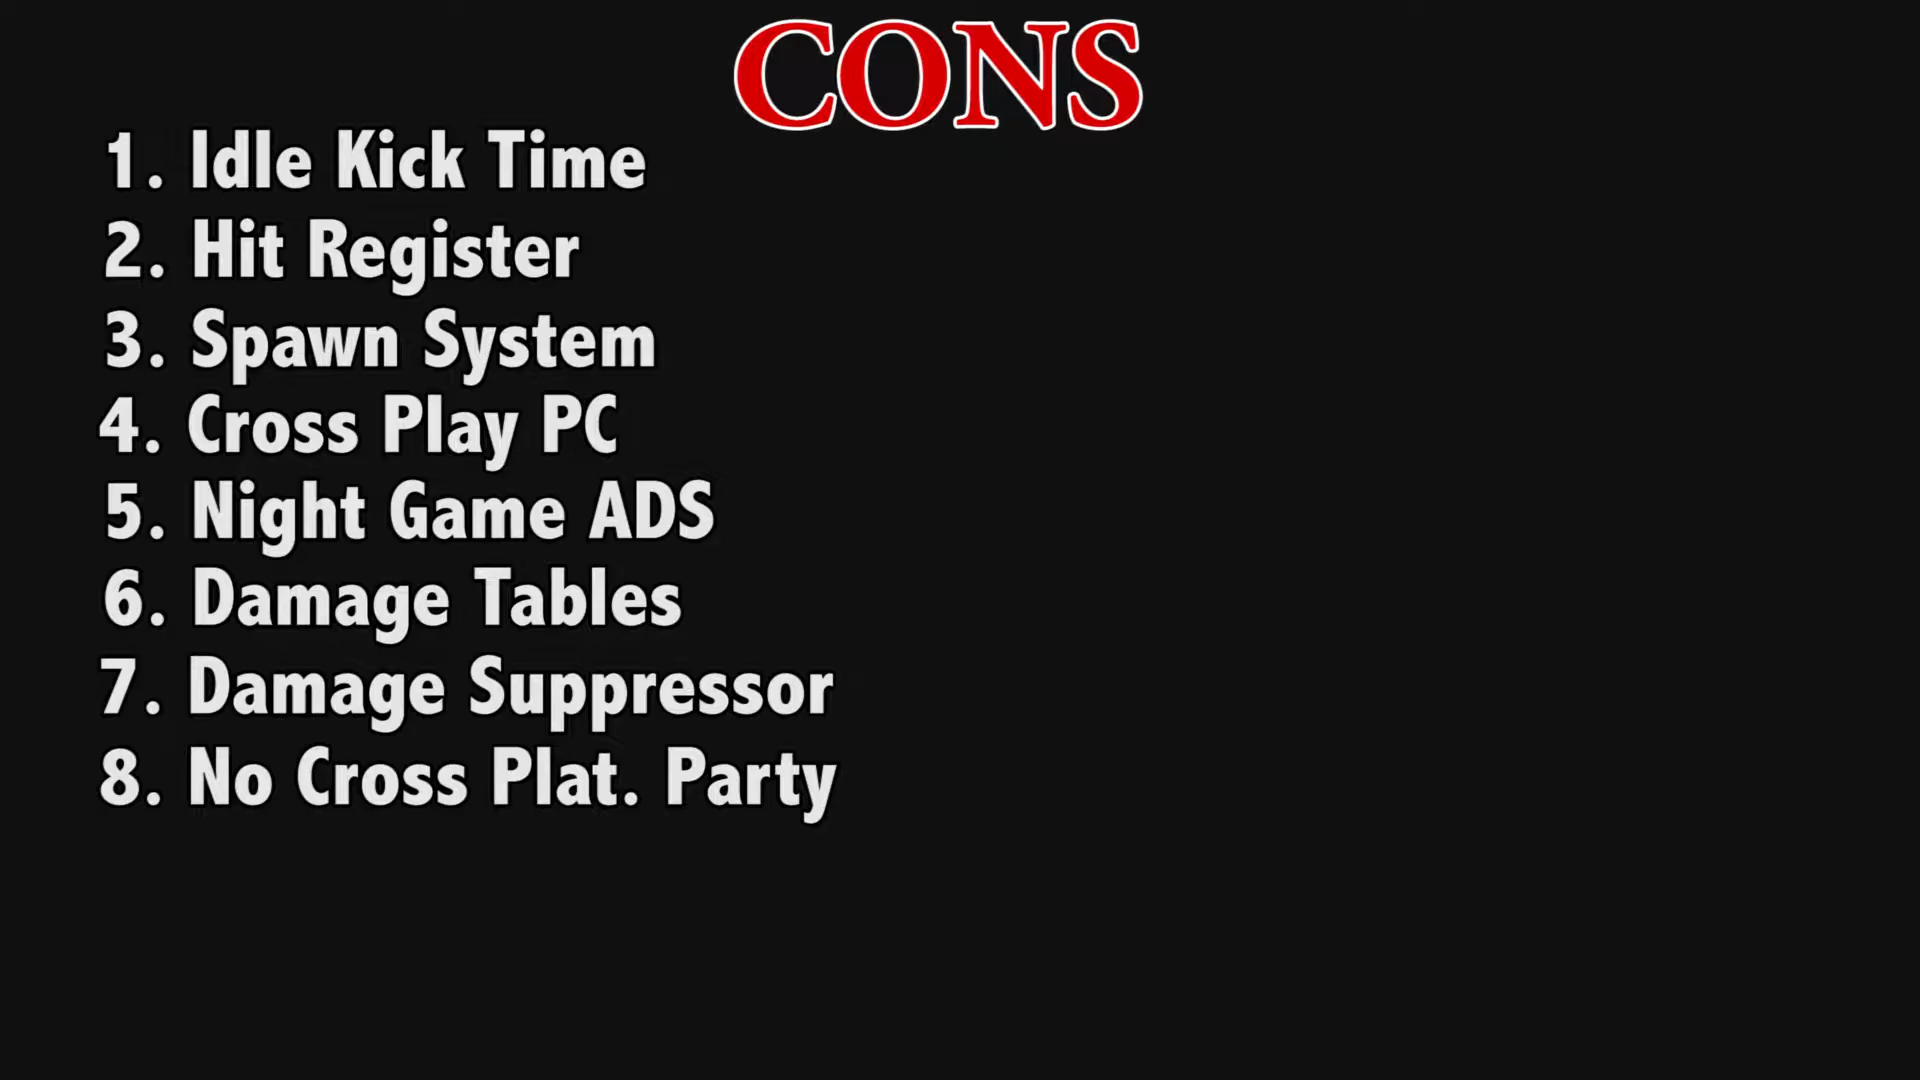 CONS
1. Idle Kick Time
2. Hit Register
3. Spawn System
4. Cross Play PC
5. Night Game ADS
6. Damage Tables
7. Damage Suppressor
8. No Cross Plat. Party